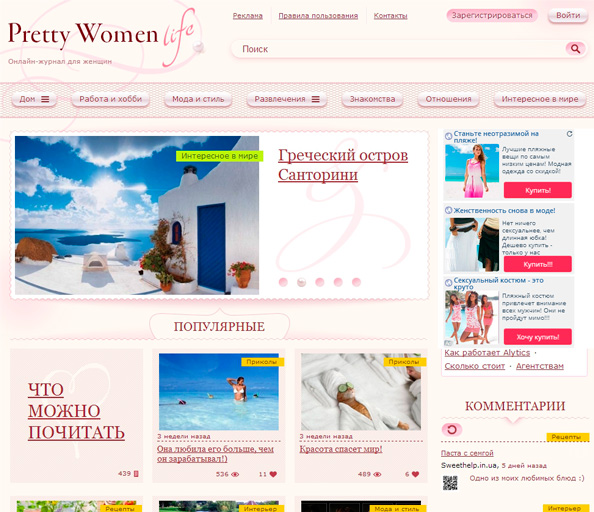 Реклама
Правила пользования
Контакты
Зарегистрироваться
Войти
Pretty Women life
Онлайн-журнал для женщин
Поиск
Дом
Работа и хобби
Мода и стиль
Развлечения
Знакомства
Отношения
Интересное в мире
Интересное в мире
Греческий остров
Санторини
Станьте неотразимой на
пляже!
Лучшие пляжные
вещи по самым
низким ценам! Модная
одежда со скидкой!
Купить!
Женственность снова в моде!
Нет ничего
сексуальнее, чем
длинная юбка!
Дешево купить -
только у нас
Купить!!!
Сексуальный костюм - это
круто
Пляжный костюм
привлечет внимание
всех мужчин! Они не
пройдут мимо!!!
Хочу купить!
Как работает Alytics ·
Сколько стоит · Агентствам
ПОПУЛЯРНЫЕ
ЧТО
МОЖНО
ПОЧИТАТЬ
439
Приколы
3 недели назад
Она любила его больше, чем
он зарабатывал!)
536
11
Приколы
3 недели назад
Красота спасет мир!
489
6
КОММЕНТАРИИ
Рецепты
Паста с семгой
Sweethelp.in.ua, 5 дней назад
Одно из моих любимых блюд :)
Рецепты
Интерьер
Мода и стиль
Интерьер